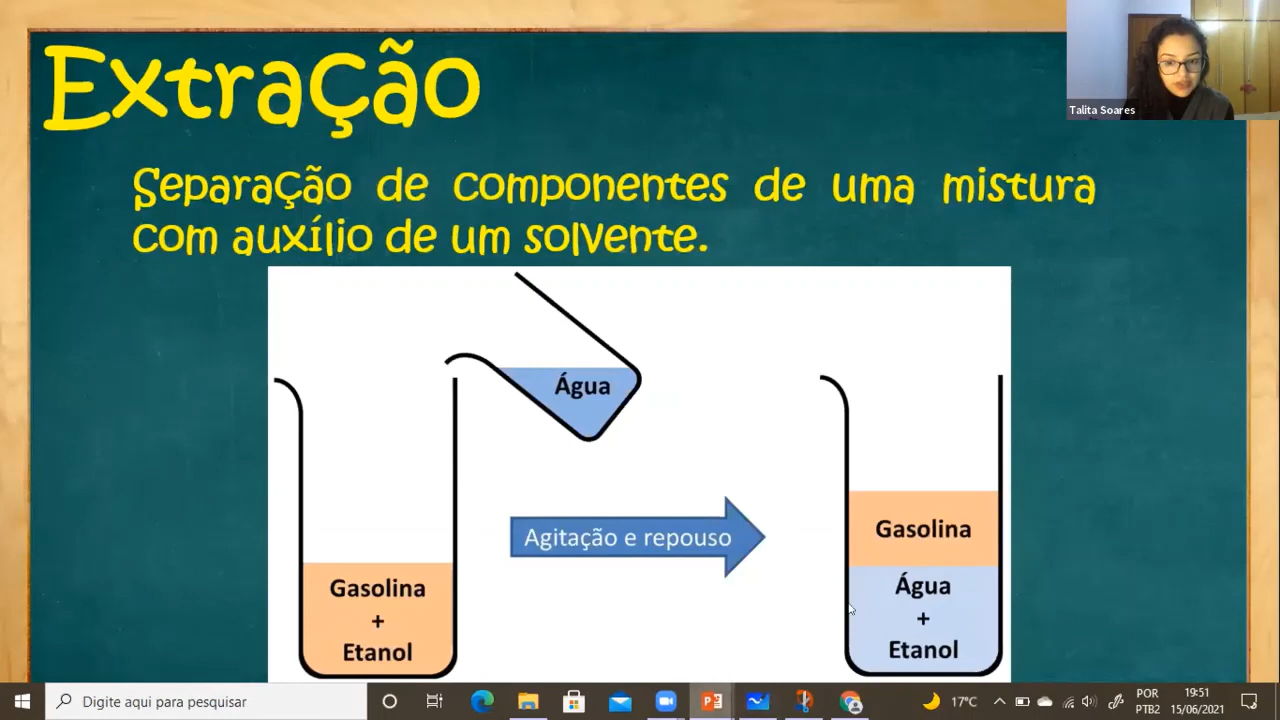 Extração
Talita Soares
Separação de componentes de uma mistura
com auxílio de um solvente.
Água
Agitação e repouso
Gasolina
+
Etanol
Gasolina
Água
+
Etanol
Digite aqui para pesquisar
17°C
POR
PTB2
19:51
15/06/2021